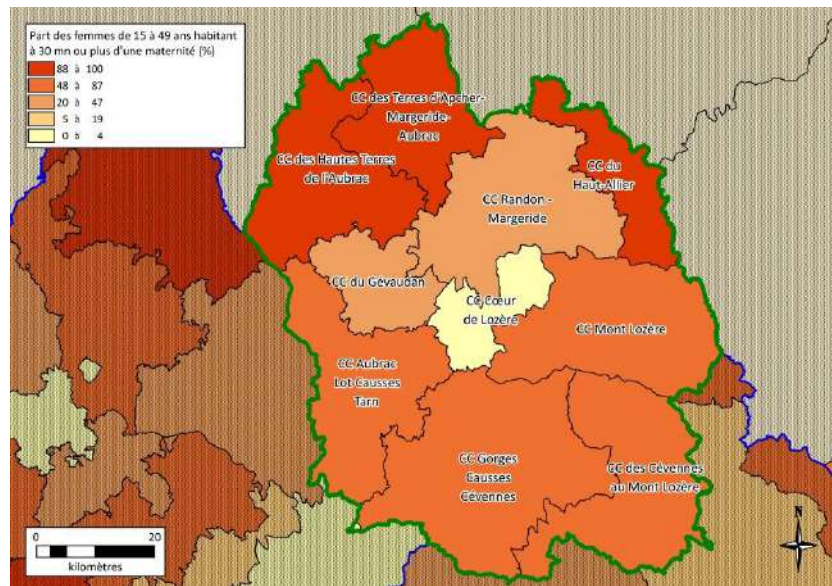 Part des femmes de 15 à 49 ans habitant
à 30 mn ou plus d'une maternité (%)
88 à 100
48 à 87
20 à 47
5 à 19
0 à 4
CC des Terres d'Apcher-
Margeride-
Aubrac
CC des Hautes Terres
de l'Aubrac
CC du
Haut-Allier
CC Randon -
Margeride
CC du Gévaudan
CC Cœur
de Lozère
CC Mont Lozère
CC Aubrac
Lot Causses
Tarn
CC Gorges
Causses
Cévennes
CC des Cévennes
au Mont Lozère
N
0 20
kilomètres